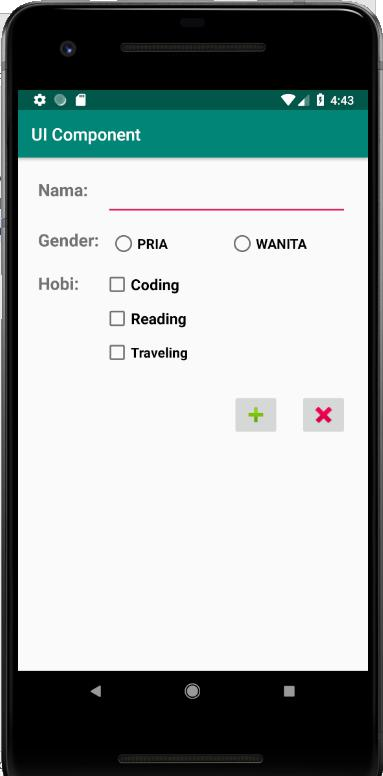 4:43
UI Component
Nama:
Gender: PRIA WANITA
Hobi: Coding
Reading
Traveling